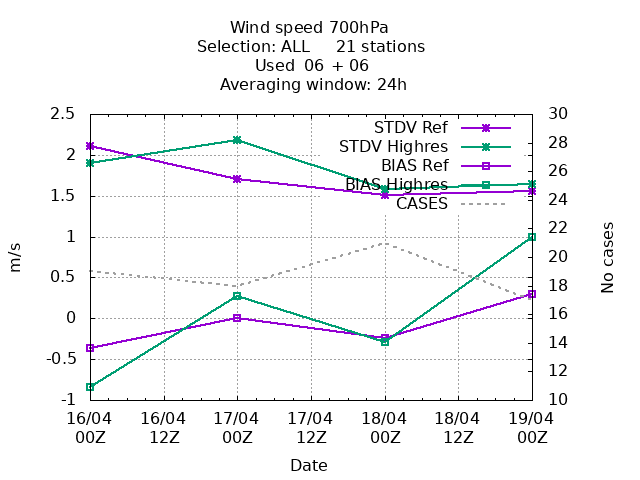 Wind speed 700hPa
Selection: ALL     21 stations
Used  06 + 06
Averaging window: 24h
STDV Ref
STDV Highres
BIAS Ref
BIAS Highres
CASES
2.5
2
1.5
1
0.5
0
-0.5
-1
m/s
30
28
26
24
22
20
18
16
14
12
10
No cases
16/04 16/04 17/04 17/04 18/04 18/04 19/04
00Z 12Z 00Z 12Z 00Z 12Z 00Z
Date